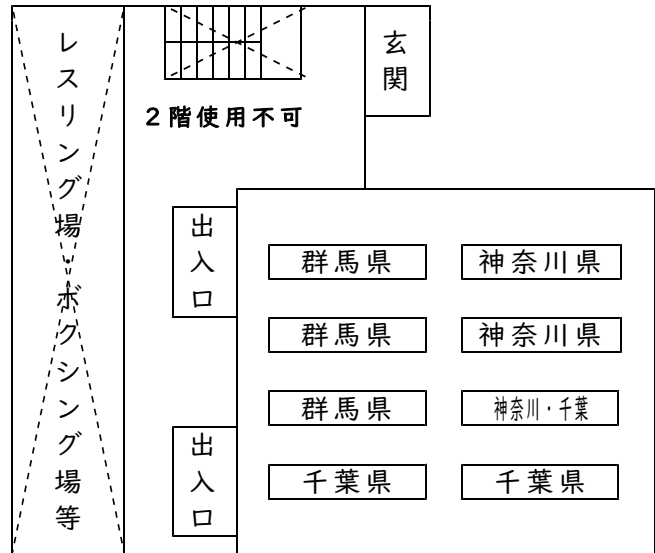 レスリング場・ボクシング場等
２階使用不可
玄関
出入口
群馬県
神奈川県
群馬県
神奈川県
群馬県
神奈川・千葉
出入口
千葉県
千葉県